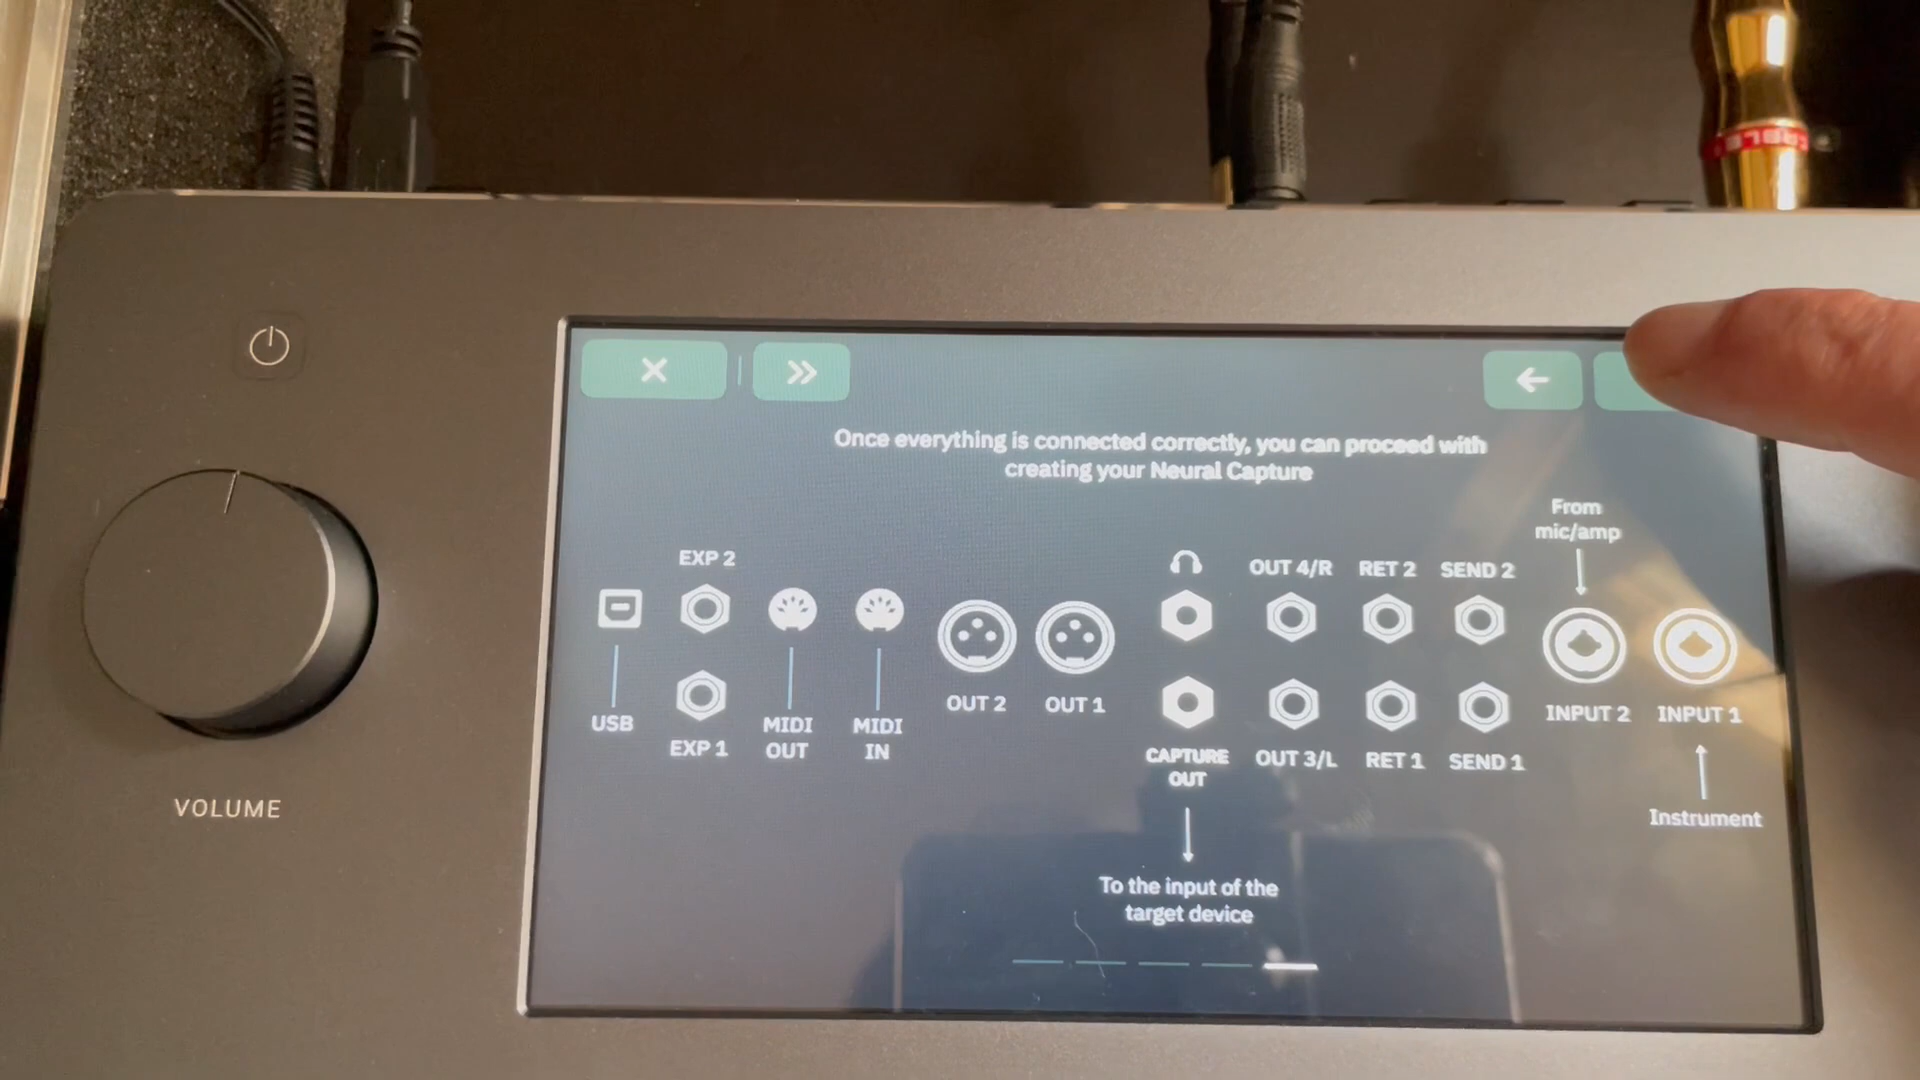 Once everything is connected correctly, you can proceed with
creating your Neural Capture
From
mic/amp
EXP 2
OUT 4/R
RET 2
SEND 2
USB
EXP 1
MIDI
OUT
MIDI
IN
OUT 2
OUT 1
CAPTURE
OUT
OUT 3/L
RET 1
SEND 1
INPUT 2
INPUT 1
Instrument
To the input of the
target device
VOLUME